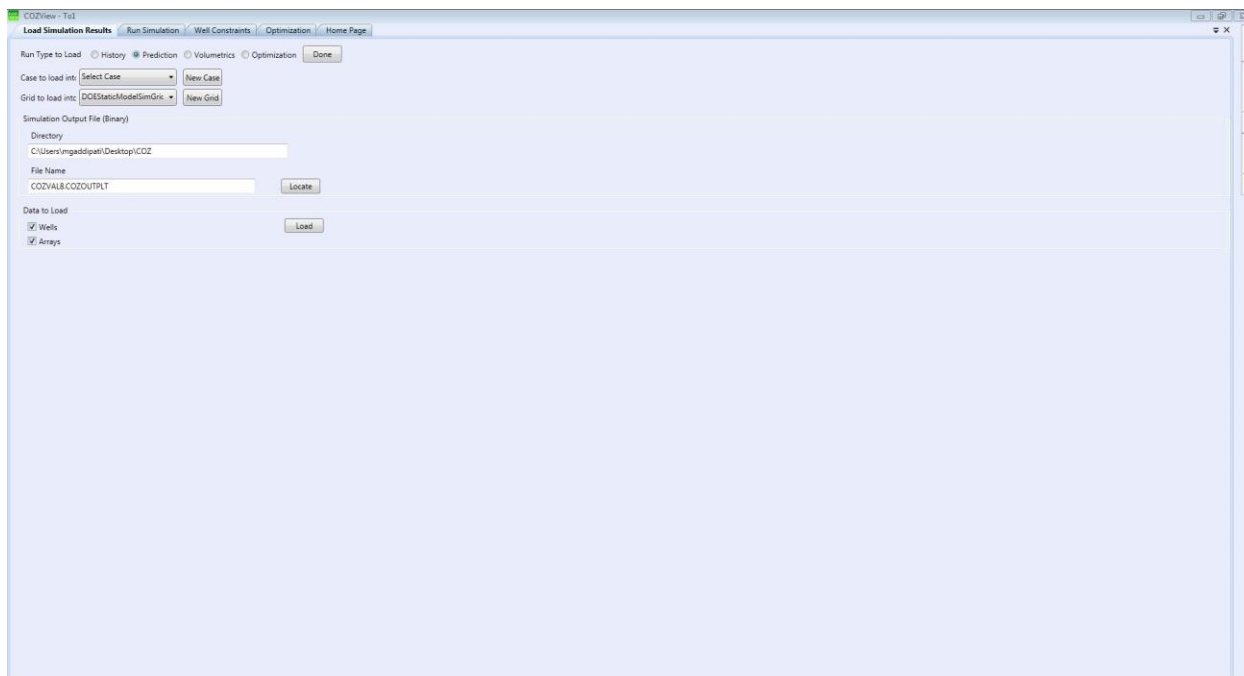 COZView - To1
Load Simulation Results Run Simulation Well Constraints Optimization Home Page
Run Type to Load History Prediction Volumetrics Optimization Done
Case to load inti Select Case New Case
Grid to load intc DOEStaticModelSimGric New Grid
Simulation Output File (Binary)
Directory
C:\Users\mgaddipati\Desktop\COZ
File Name
COZVAL8.COZOUTPLT Locate
Data to Load
Wells Load
Arrays